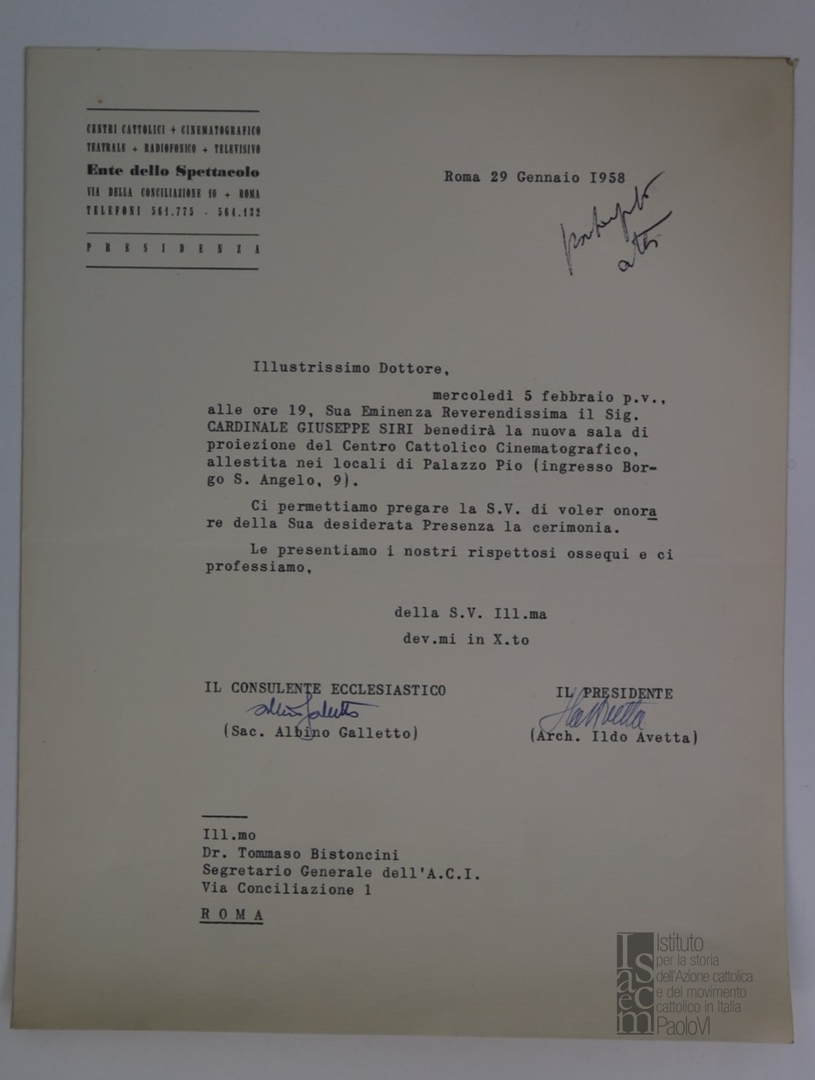 CENTRI CATTOLICI + CINEMATOGRAFICO
TEATRALE + RADIOFONICO + TELEVISIVO
Ente dello Spettacolo
VIA DELLA CONCILIAZIONE 10 + ROMA
TELEFONI 561.775 - 564.132
PRESIDENZA
Roma 29 Gennaio 1958
Illustrissimo Dottore,
mercoledì 5 febbraio p.v.,
alle ore 19, Sua Eminenza Reverendissima il Sig.
CARDINALE GIUSEPPE SIRI benedirà la nuova sala di
proiezione del Centro Cattolico Cinematografico,
allestita nei locali di Palazzo Pio (ingresso Bor-
go S. Angelo, 9).
Ci permettiamo pregare la S.V. di voler onora
re della Sua desiderata Presenza la cerimonia.
Le presentiamo i nostri rispettosi ossequi e ci
professiamo,
della S.V. Ill.ma
dev.mi in X.to
IL CONSULENTE ECCLESIASTICO
(Sac. Albino Galletto)
IL PRESIDENTE
(Arch. Ildo Avetta)
Ill.mo
Dr. Tommaso Bistoncini
Segretario Generale dell'A.C.I.
Via Conciliazione 1
R O M A
Isacem
Istituto
per la storia
dell'Azione cattolica
e del movimento
cattolico in Italia
PaoloVI